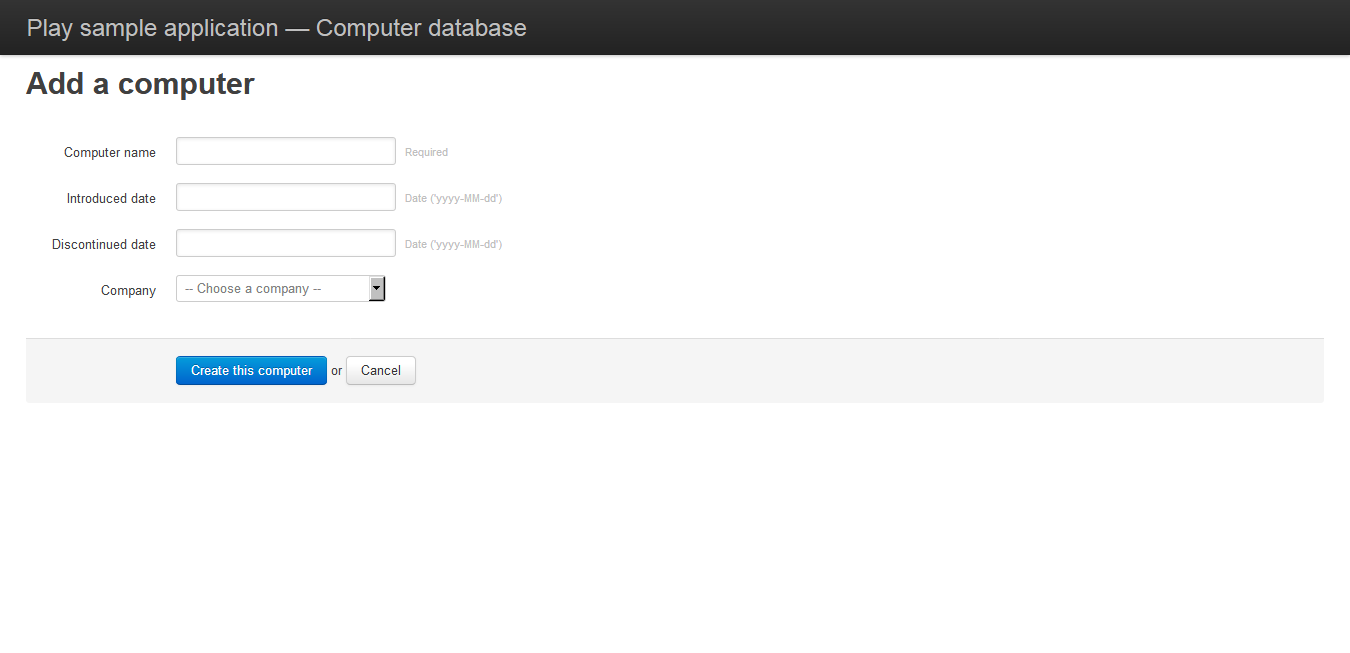 Play sample application — Computer database
Add a computer
Computer name Required
Introduced date Date ('yyyy-MM-dd')
Discontinued date Date ('yyyy-MM-dd')
Company -- Choose a company --
Create this computer or Cancel